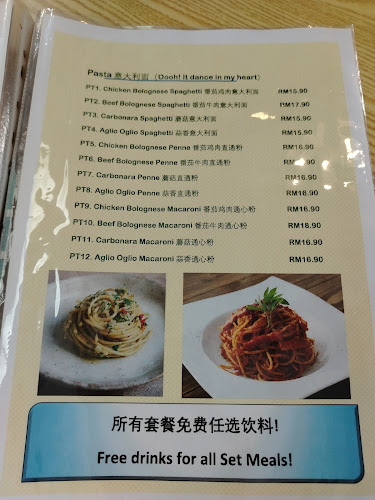 Pasta 意大利面 (Oooh! It dance in my heart)
PT1. Chicken Bolognese Spaghetti 番茄鸡肉意大利面 RM15.90
PT2. Beef Bolognese Spaghetti 番茄牛肉意大利面 RM17.90
PT3. Carbonara Spaghetti 蘑菇意大利面 RM15.90
PT4. Aglio Oglio Spaghetti 蒜香意大利面 RM15.90
PT5. Chicken Bolognese Penne 番茄鸡肉直通粉 RM16.90
PT6. Beef Bolognese Penne 番茄牛肉直通粉 RM18.90
PT7. Carbonara Penne 蘑菇直通粉 RM16.90
PT8. Aglio Oglio Penne 蒜香直通粉 RM16.90
PT9. Chicken Bolognese Macaroni 番茄鸡肉通心粉 RM16.90
PT10. Beef Bolognese Macaroni 番茄牛肉通心粉 RM18.90
PT11. Carbonara Macaroni 蘑菇通心粉 RM16.90
PT12. Aglio Oglio Macaroni 蒜香通心粉 RM16.90
所有套餐免费任选饮料!
Free drinks for all Set Meals!